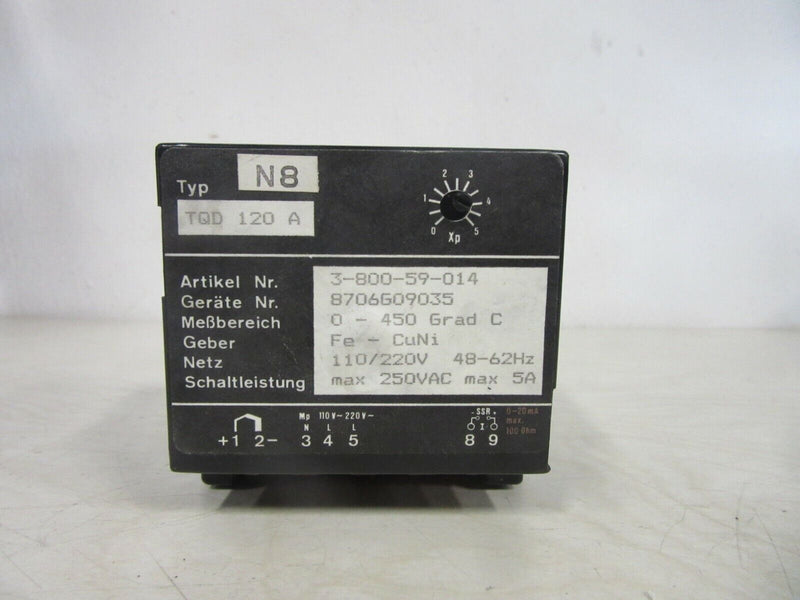 Typ N8
TQD 120 A
2 3
1 4
0 5
Xp
Artikel Nr. 3-800-59-014
Geräte Nr. 8706G09035
Meßbereich 0 - 450 Grad C
Geber Fe - CuNi
Netz 110/220V 48-62Hz
Schaltleistung max 250VAC max 5A
Mp 110V~ 220V~
N L L
+1 2- 3 4 5
- SSR +
I
8 9
0-20mA
max.
100 Ohm